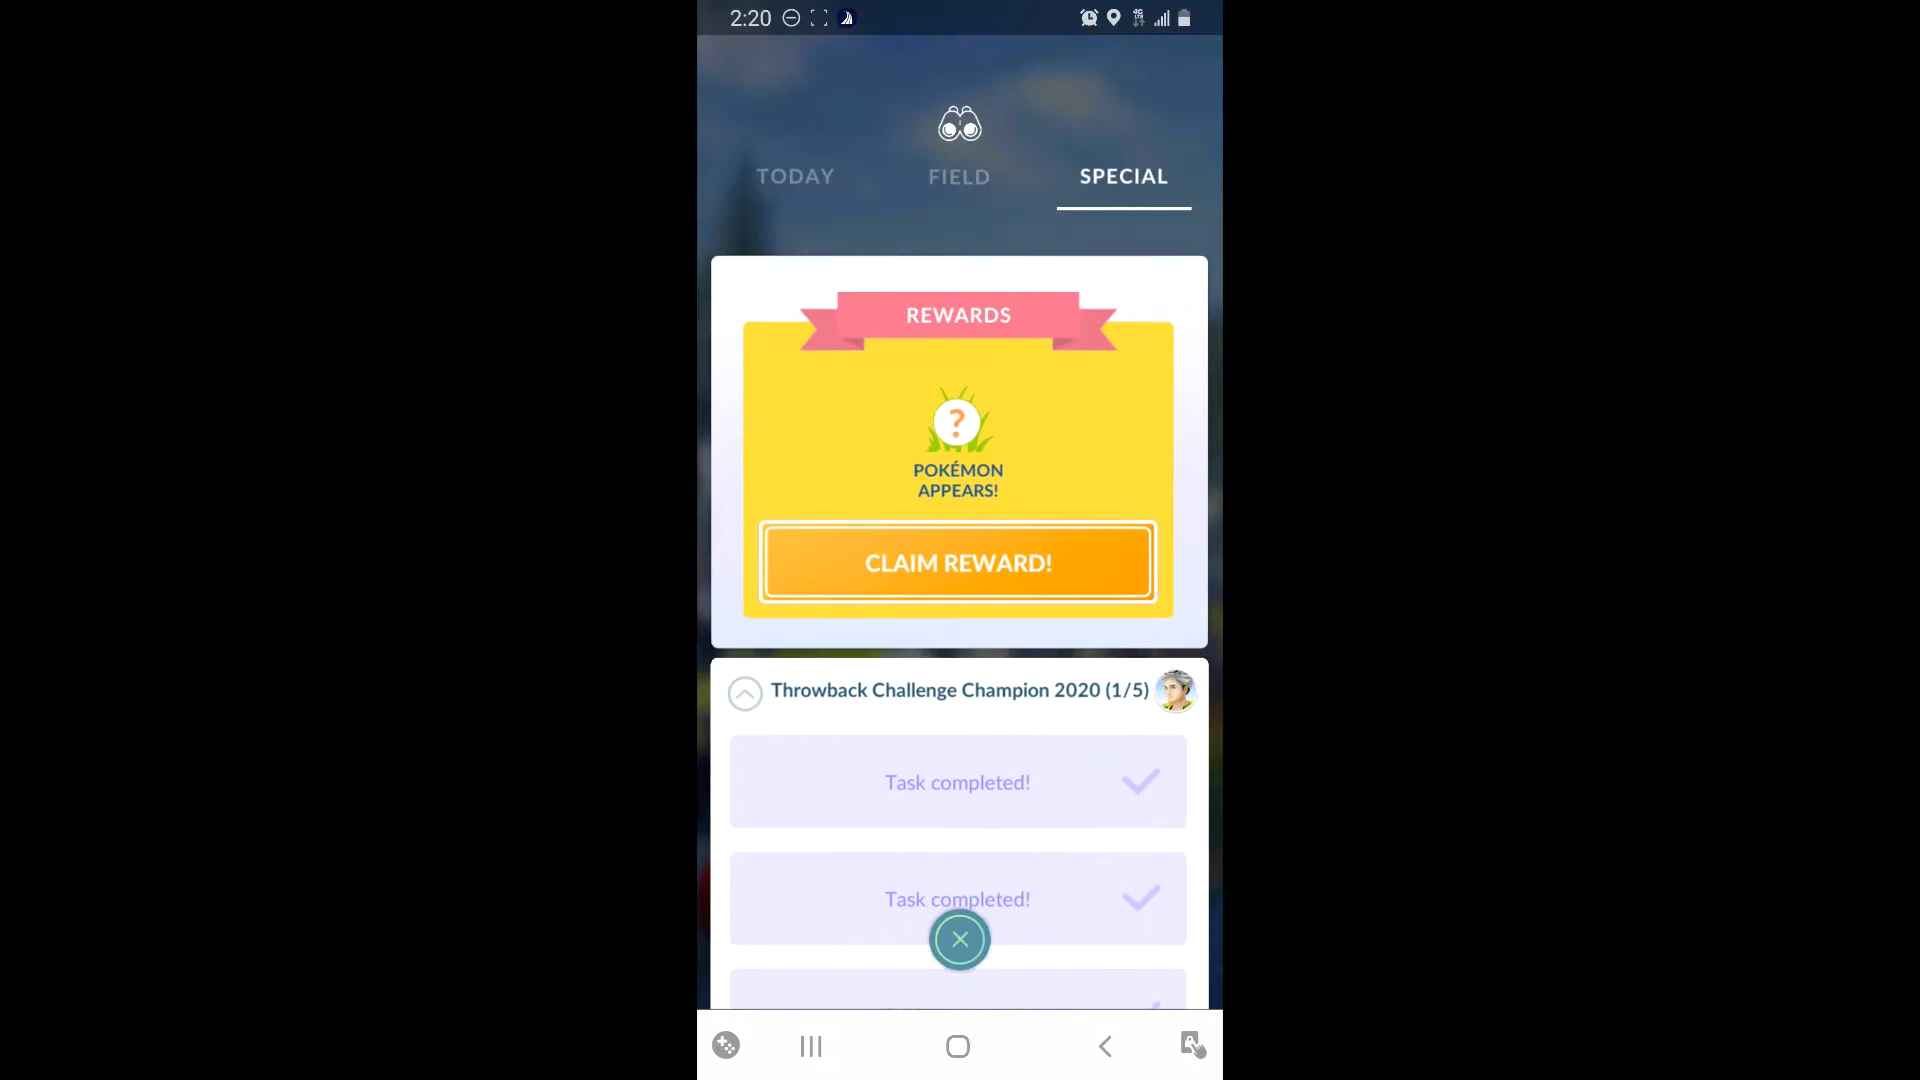 2:20
TODAY
FIELD
SPECIAL
REWARDS
?
POKÉMON
APPEARS!
CLAIM REWARD!
Throwback Challenge Champion 2020 (1/5)
Task completed!
Task completed!